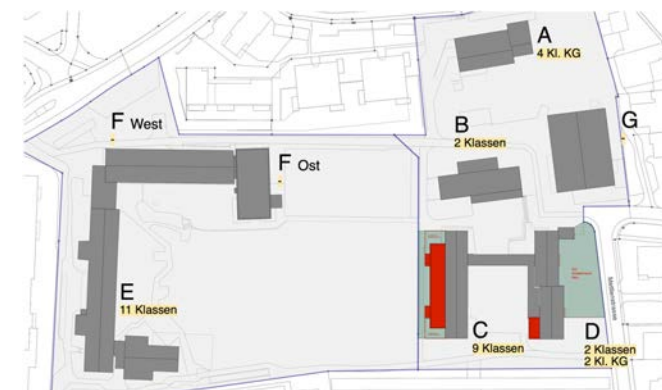 A
4 Kl. KG
F West
B
2 Klassen
G
F Ost
E
11 Klassen
C
9 Klassen
D
2 Klassen
2 Kl. KG